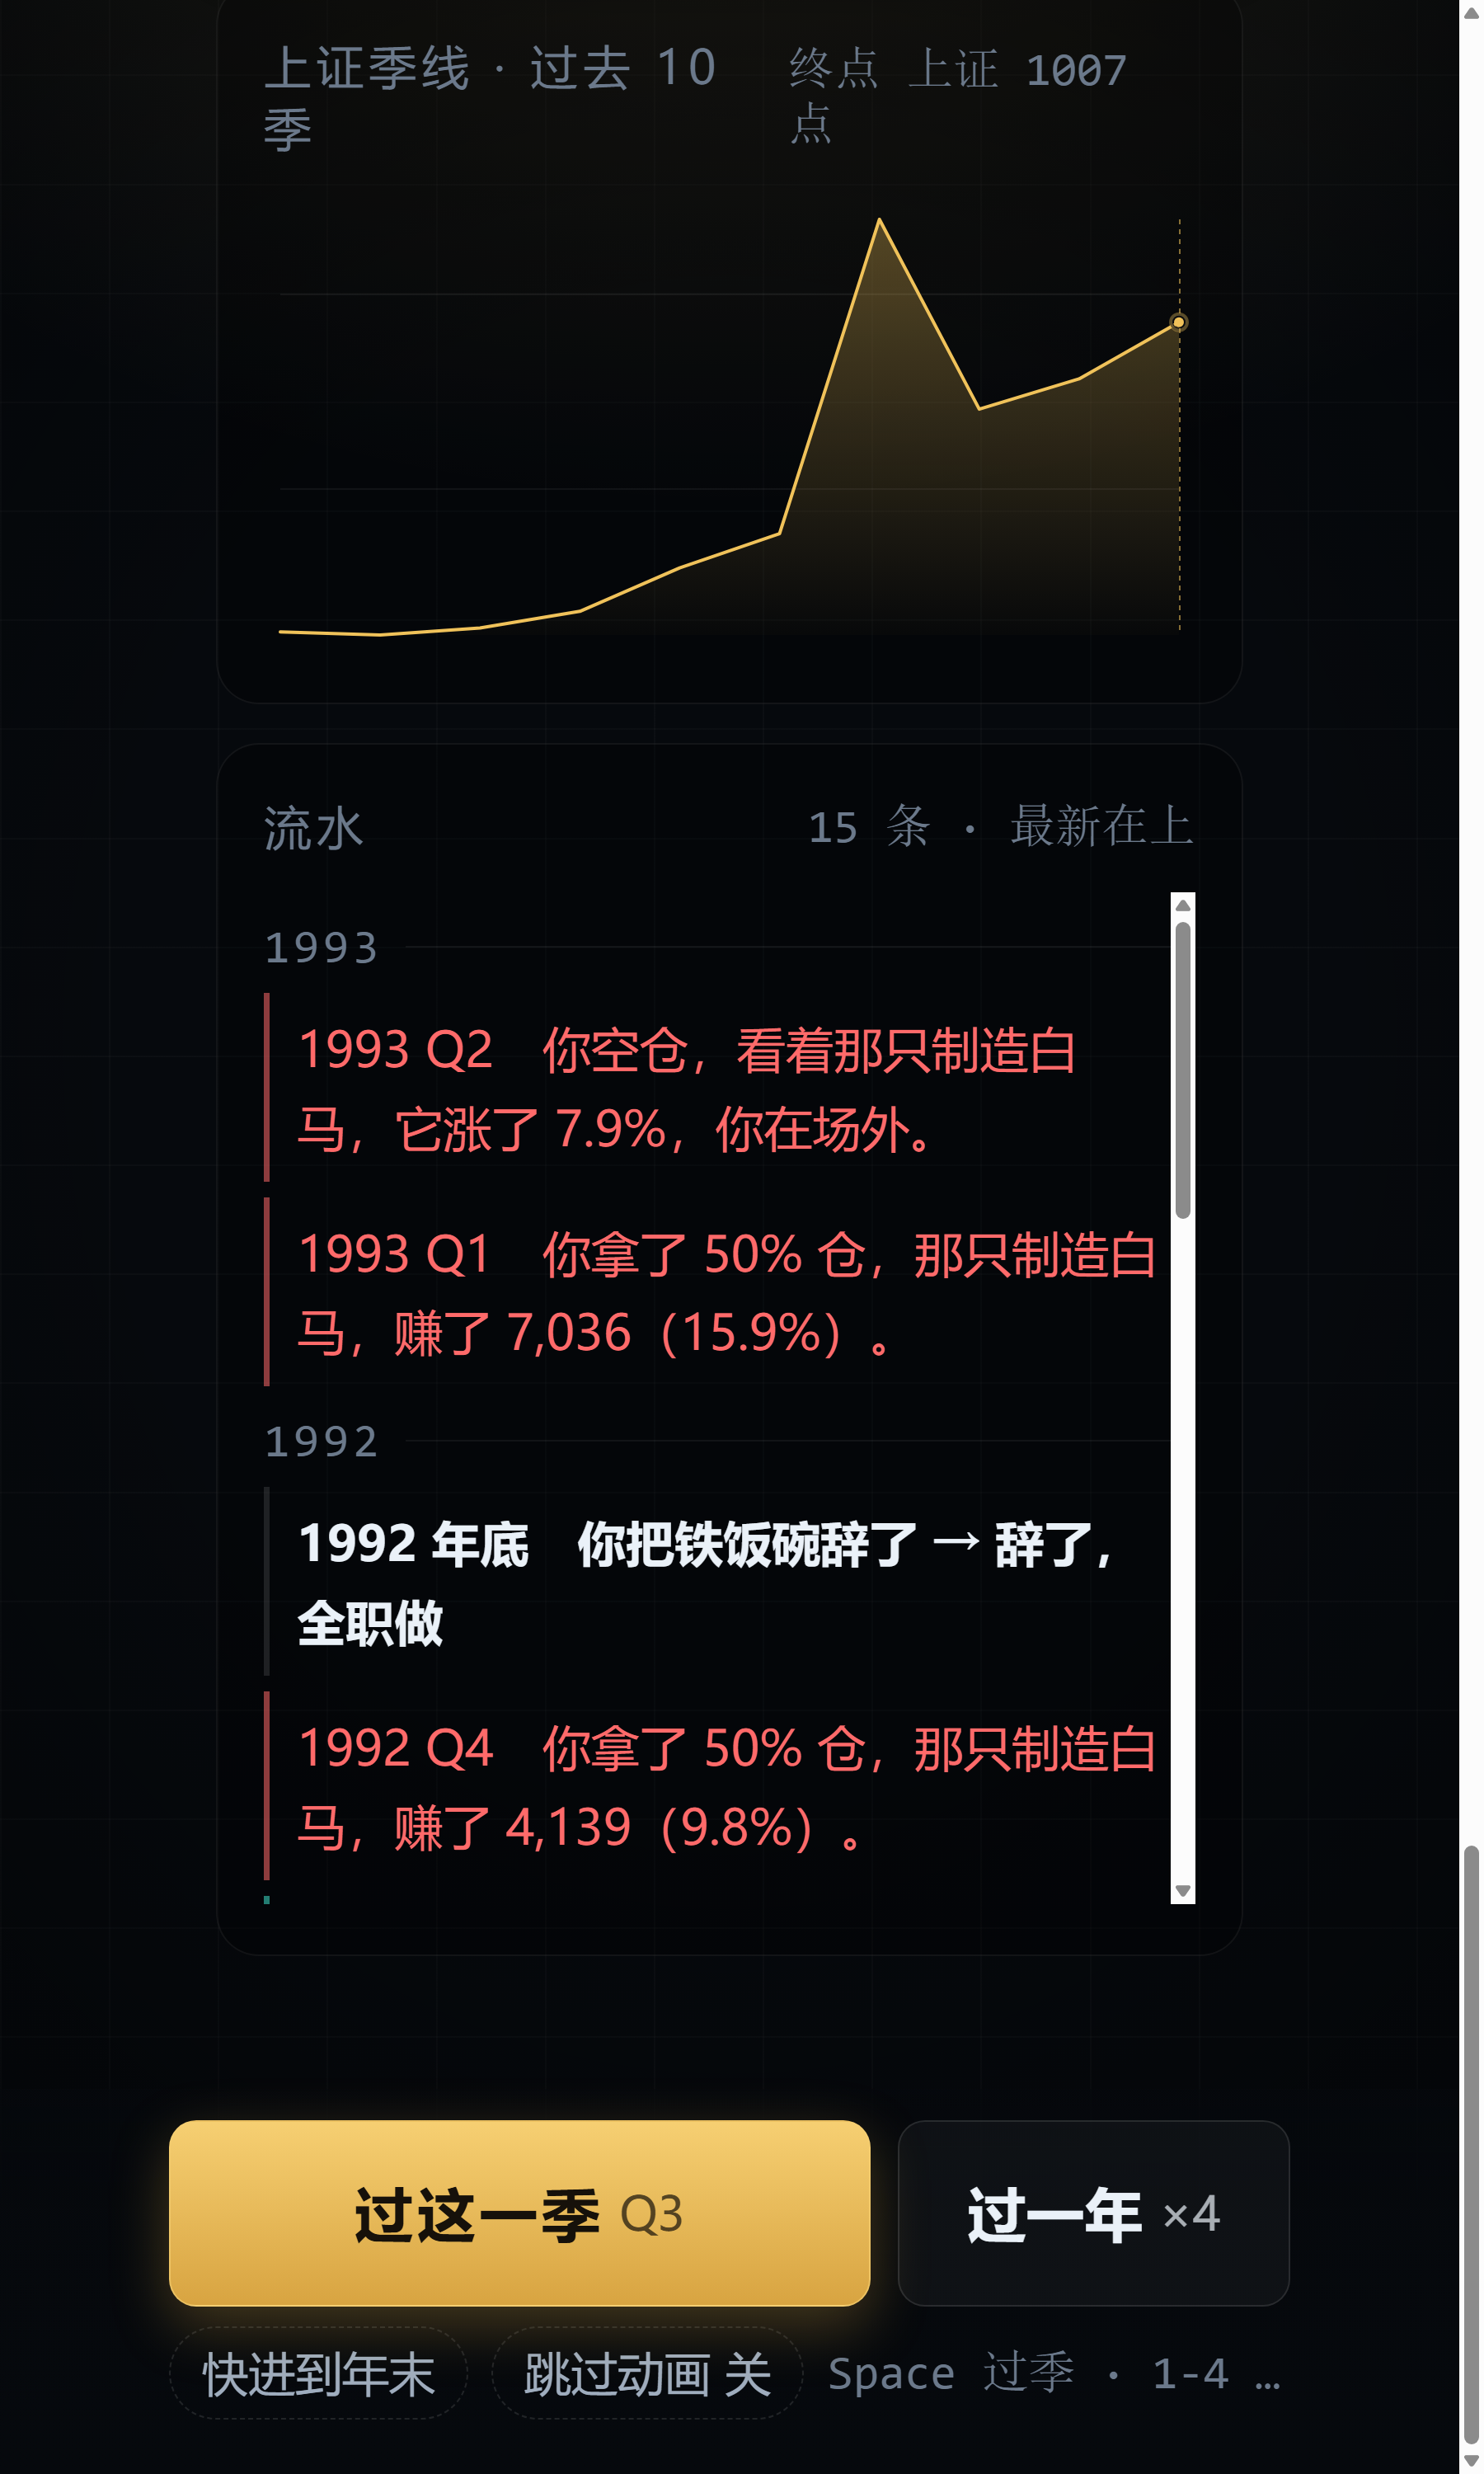 上证季线 · 过去 10
季
终点 上证 1007
点
流水
15 条 · 最新在上
1993
1993 Q2 你空仓，看着那只制造白
马，它涨了 7.9%，你在场外。
1993 Q1 你拿了 50% 仓，那只制造白
马，赚了 7,036（15.9%）。
1992
1992 年底 你把铁饭碗辞了 → 辞了，
全职做
1992 Q4 你拿了 50% 仓，那只制造白
马，赚了 4,139（9.8%）。
过这一季 Q3
过一年 ×4
快进到年末
跳过动画 关
Space 过季 · 1-4 …